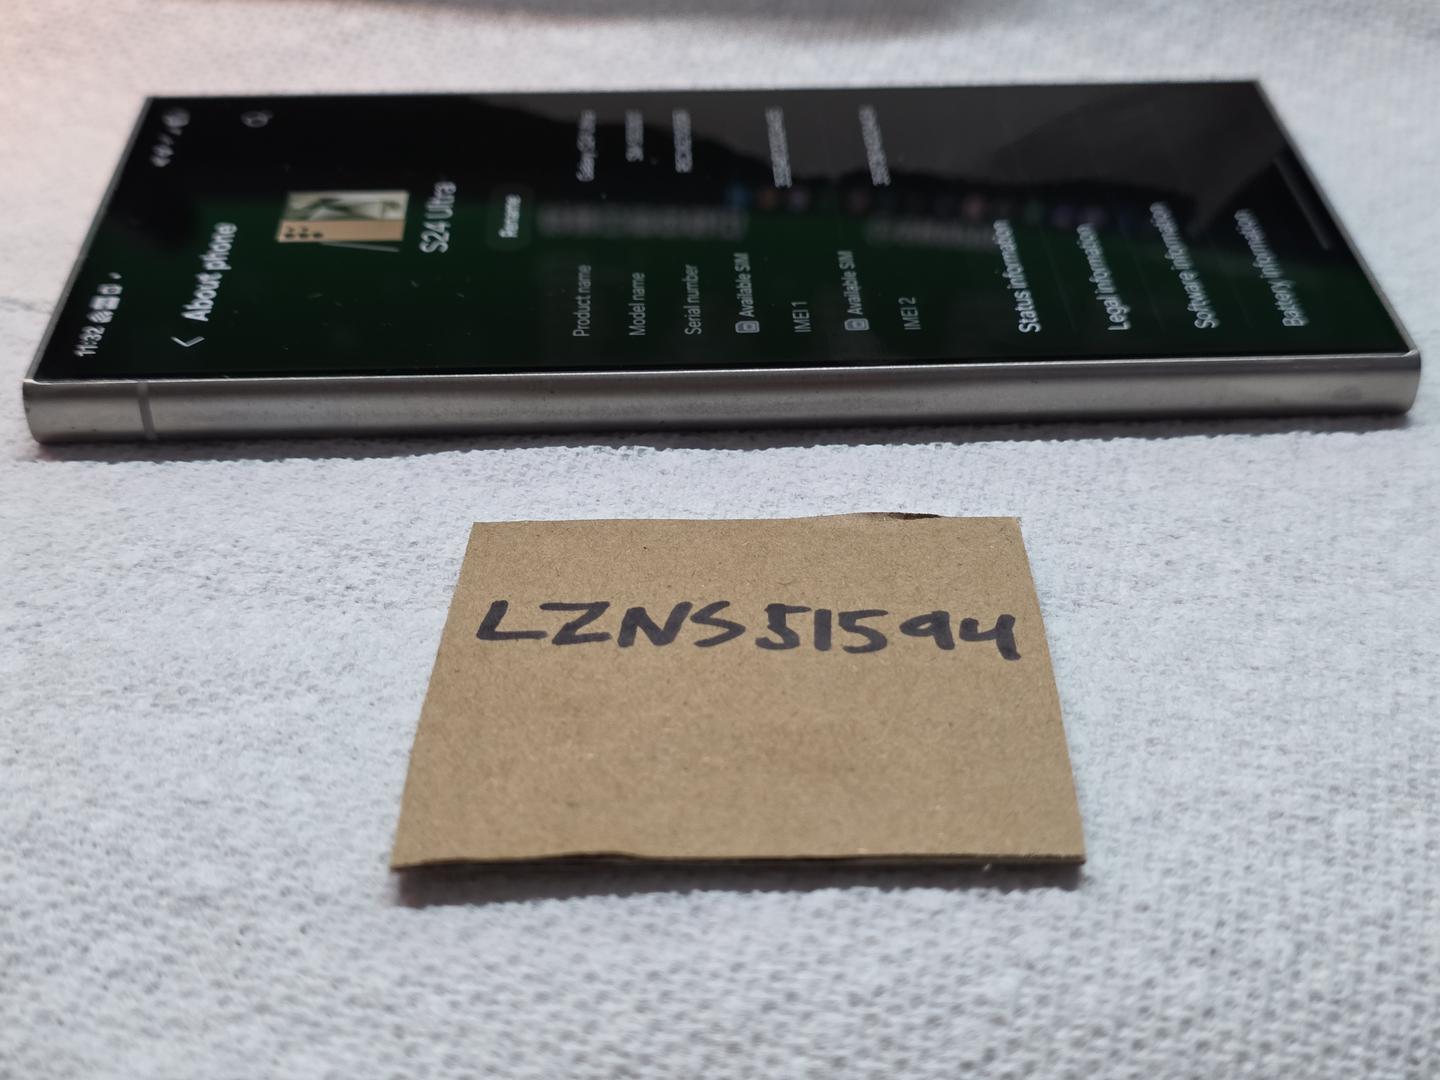 11:32
About phone
S24 Ultra
Rename
Product name
Model name
Serial number
Available SIM
IMEI 1
Available SIM
IMEI 2
Status information
Legal information
Software information
Battery information
LZNS51594